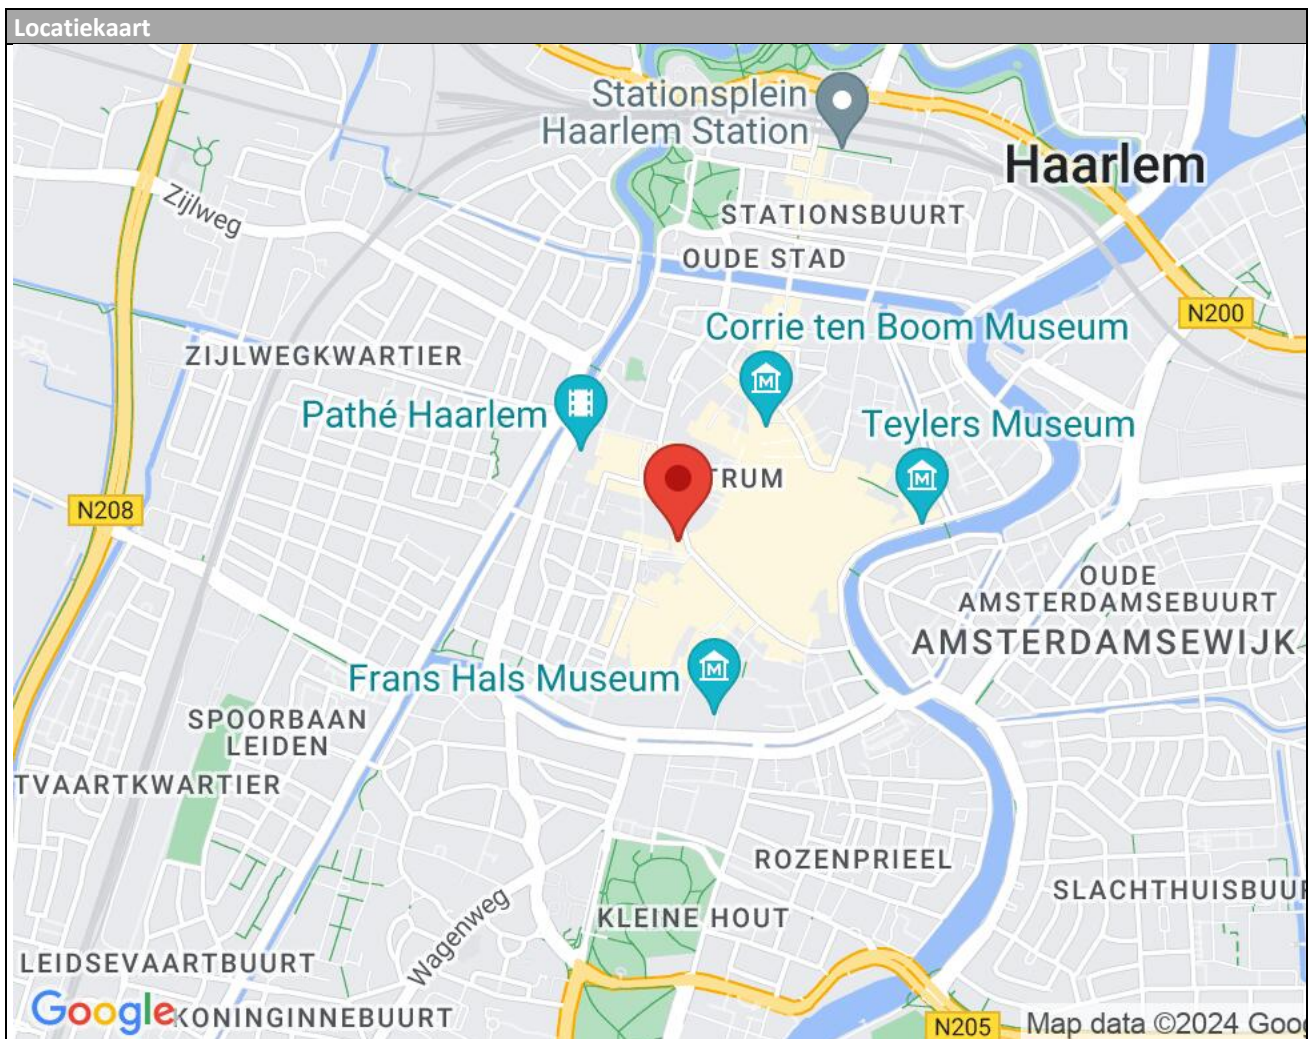 Locatiekaart
Stationsplein
Haarlem Station
Haarlem
Zijlweg
STATIONSBUURT
OUDE STAD
N200
Corrie ten Boom Museum
ZIJLWEGKWARTIER
Pathé Haarlem
Teylers Museum
TRUM
N208
OUDE
AMSTERDAMSEBUURT
AMSTERDAMSEWIJK
Frans Hals Museum
SPOORBAAN
LEIDEN
TVAARTKWARTIER
ROZENPRIEEL
SLACHTHUISBUU
KLEINE HOUT
Wagenweg
LEIDSEVAARTBUURT
Google
KONINGINNEBUURT
N205
Map data ©2024 Goog